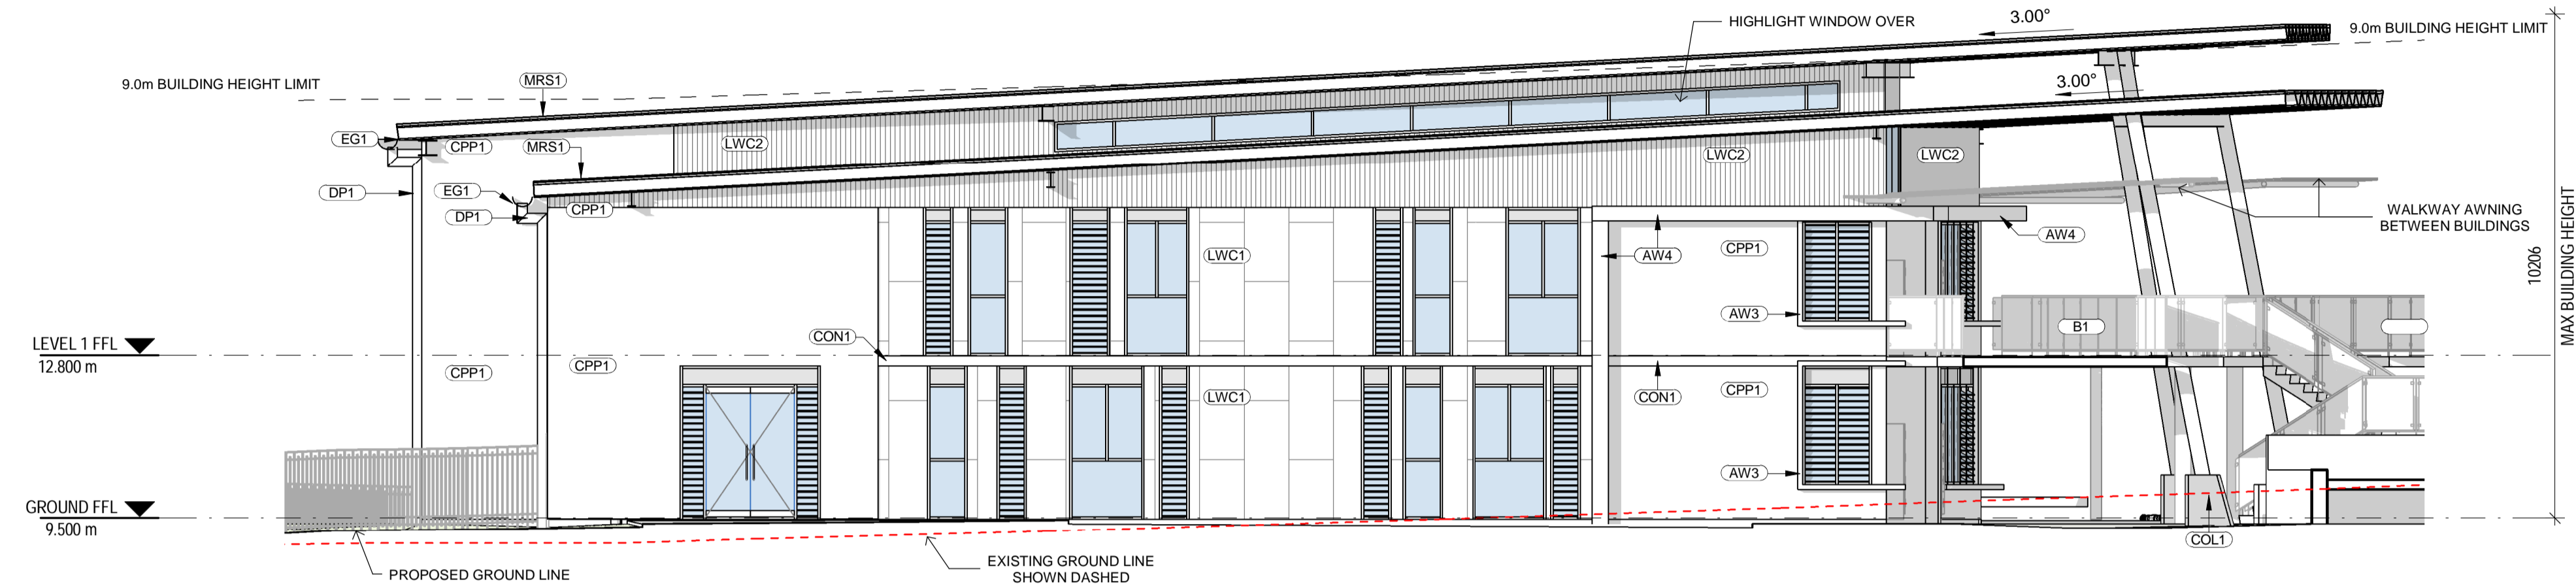 HIGHLIGHT WINDOW OVER
3.00°
9.0m BUILDING HEIGHT LIMIT
9.0m BUILDING HEIGHT LIMIT
MRS1
3.00°
EG1
CPP1
MRS1
LWC2
LWC2
LWC2
DP1
EG1
DP1
CPP1
WALKWAY AWNING
BETWEEN BUILDINGS
AW4
LWC1
AW4
CPP1
10206
MAX BUILDING HEIGHT
AW3
B1
LEVEL 1 FFL
12.800 m
CON1
CPP1
CPP1
LWC1
CON1
CPP1
AW3
GROUND FFL
9.500 m
COL1
PROPOSED GROUND LINE
EXISTING GROUND LINE
SHOWN DASHED